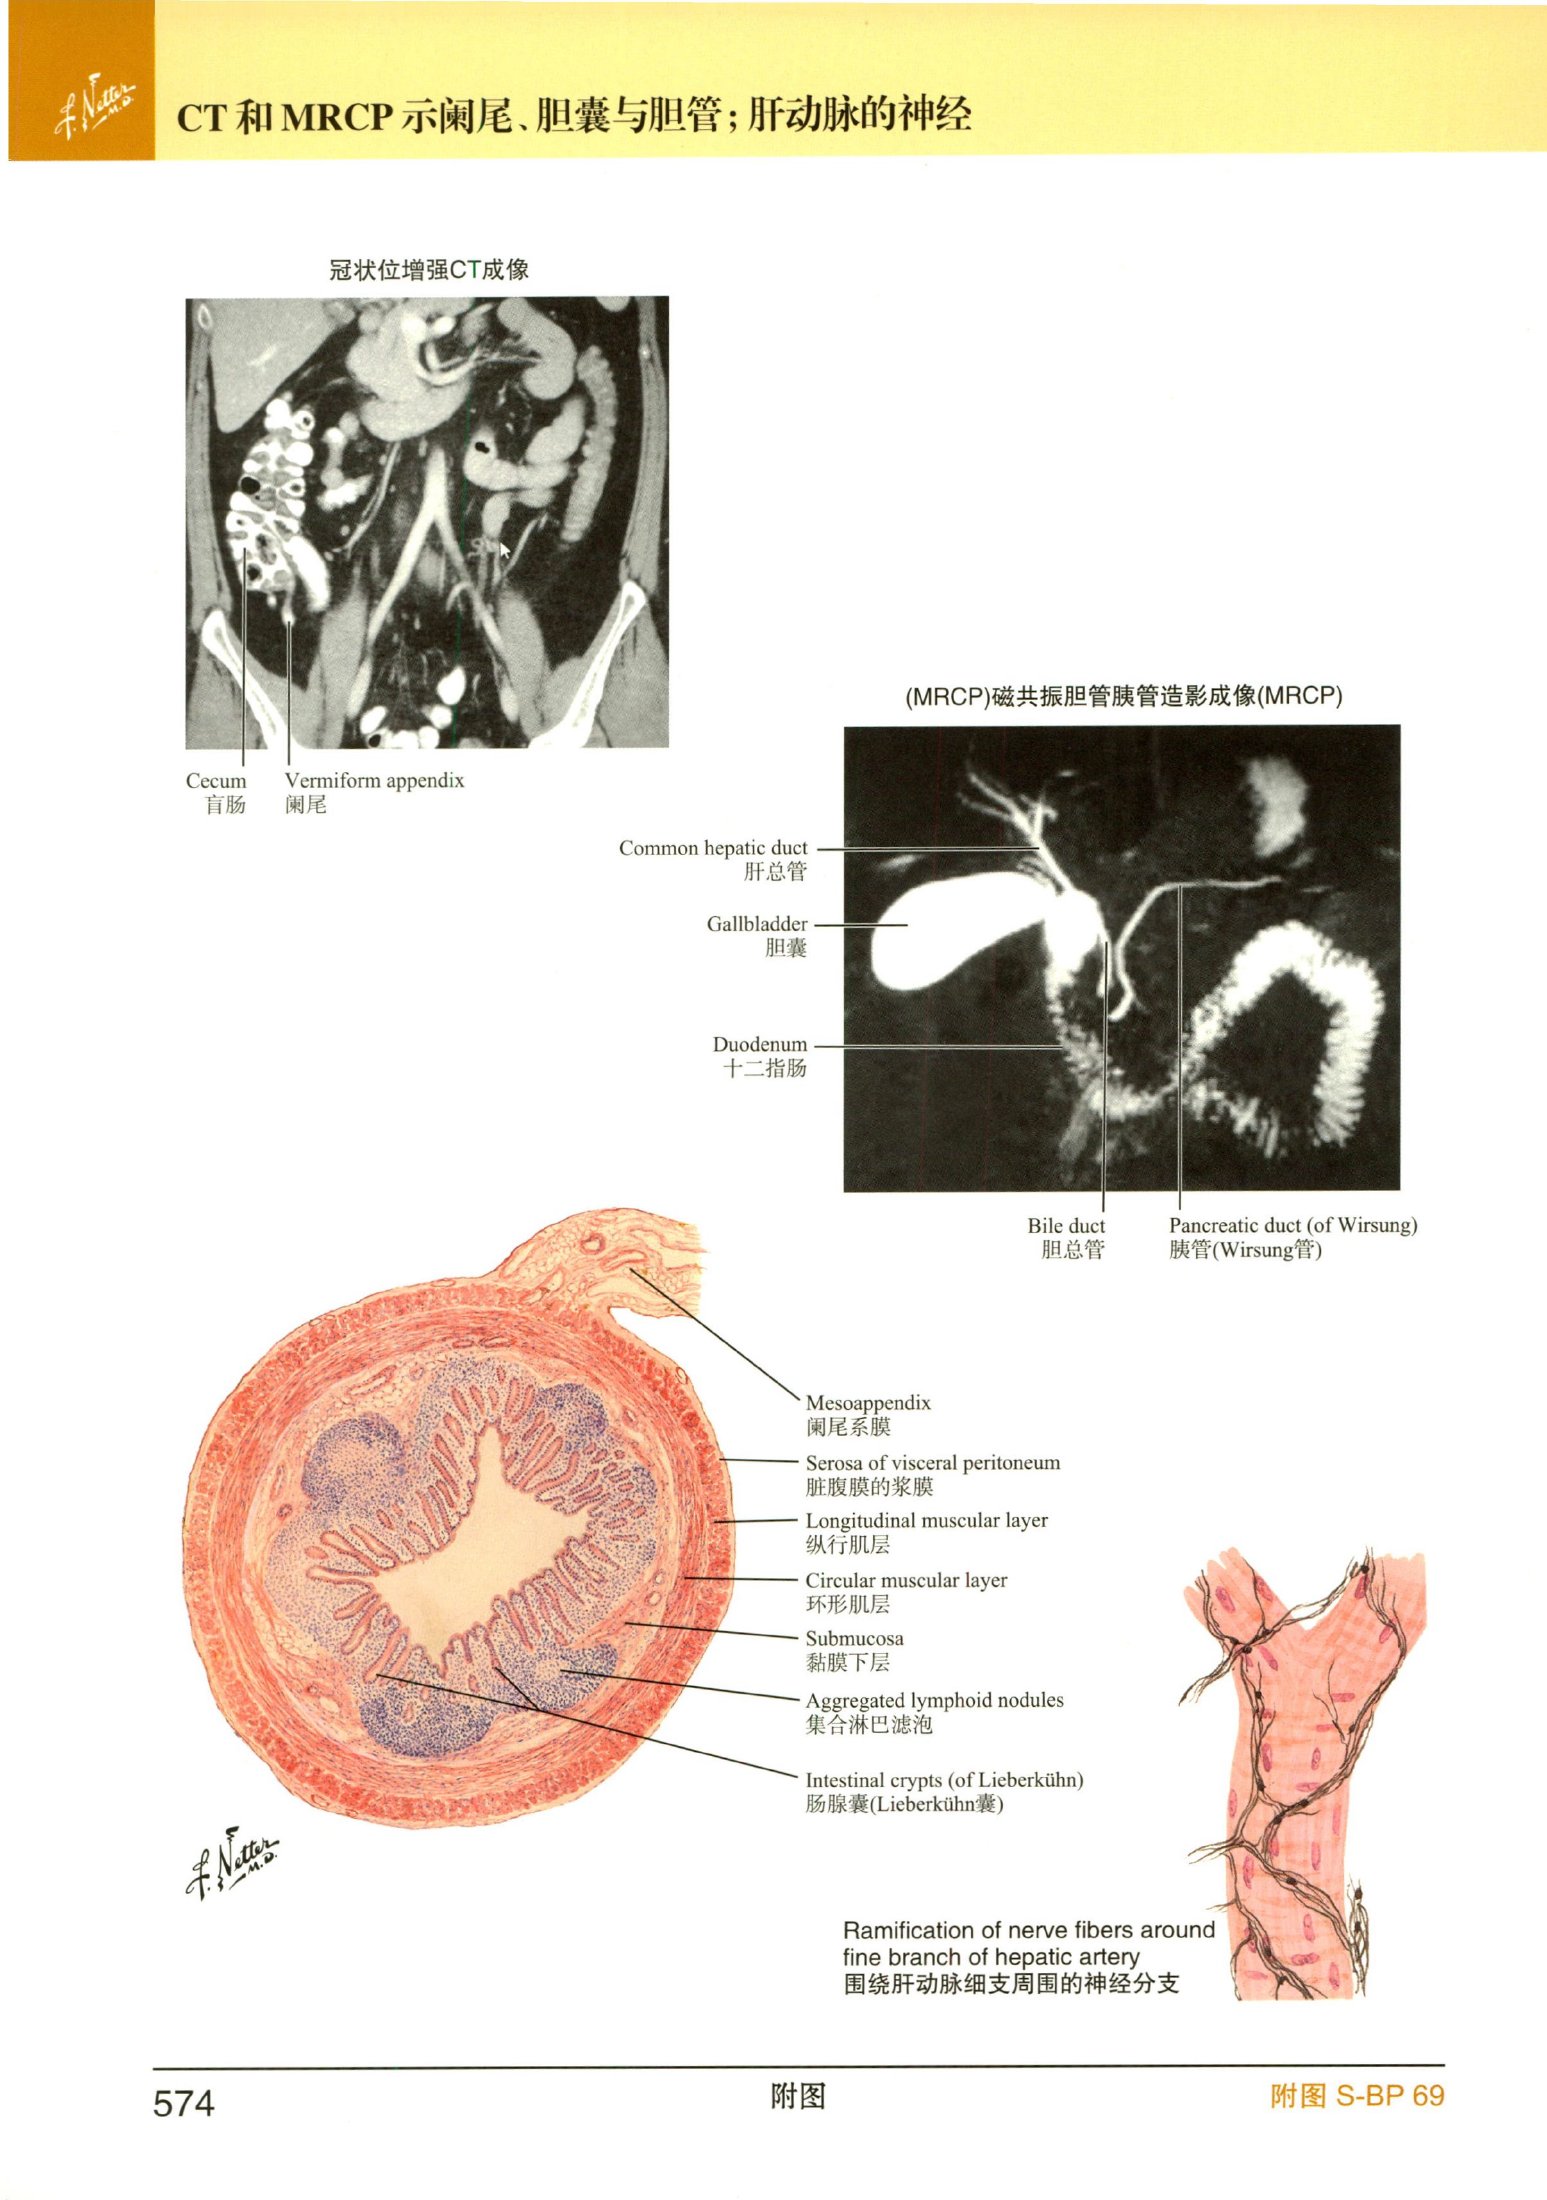 F. Netter M.D.
CT 和 MRCP 示阑尾、胆囊与胆管；肝动脉的神经
冠状位增强CT成像
Cecum
盲肠
Vermiform appendix
阑尾
(MRCP)磁共振胆管胰管造影成像(MRCP)
Common hepatic duct
肝总管
Gallbladder
胆囊
Duodenum
十二指肠
Bile duct
胆总管
Pancreatic duct (of Wirsung)
胰管(Wirsung管)
Mesoappendix
阑尾系膜
Serosa of visceral peritoneum
脏腹膜的浆膜
Longitudinal muscular layer
纵行肌层
Circular muscular layer
环形肌层
Submucosa
黏膜下层
Aggregated lymphoid nodules
集合淋巴滤泡
Intestinal crypts (of Lieberkühn)
肠腺囊(Lieberkühn囊)
F. Netter M.D.
Ramification of nerve fibers around
fine branch of hepatic artery
围绕肝动脉细支周围的神经分支
574
附图
附图 S-BP 69